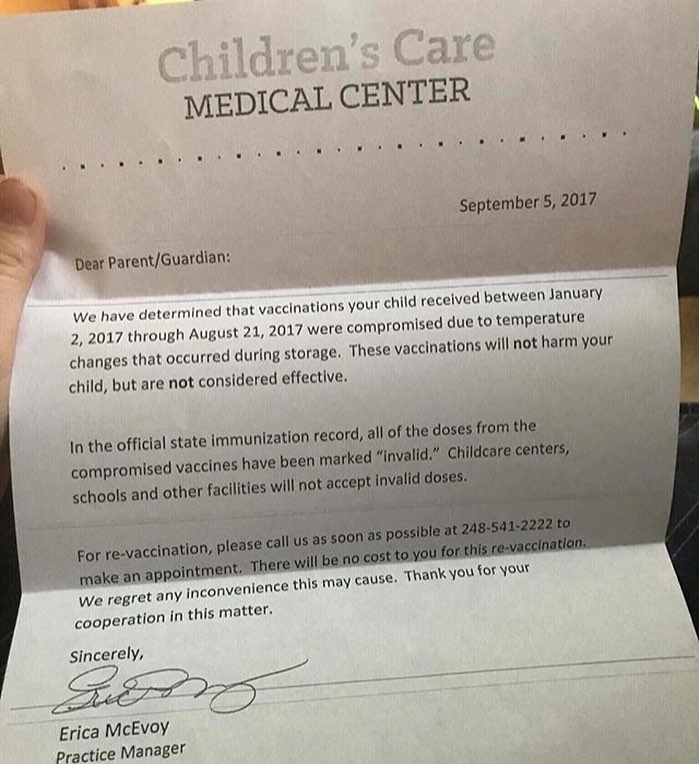 Children's Care
MEDICAL CENTER
September 5, 2017
Dear Parent/Guardian:
We have determined that vaccinations your child received between January
2, 2017 through August 21, 2017 were compromised due to temperature
changes that occurred during storage. These vaccinations will not harm your
child, but are not considered effective.
In the official state immunization record, all of the doses from the
compromised vaccines have been marked “invalid.” Childcare centers,
schools and other facilities will not accept invalid doses.
For re-vaccination, please call us as soon as possible at 248-541-2222 to
make an appointment. There will be no cost to you for this re-vaccination.
We regret any inconvenience this may cause. Thank you for your
cooperation in this matter.
Sincerely,
Erica McEvoy
Practice Manager